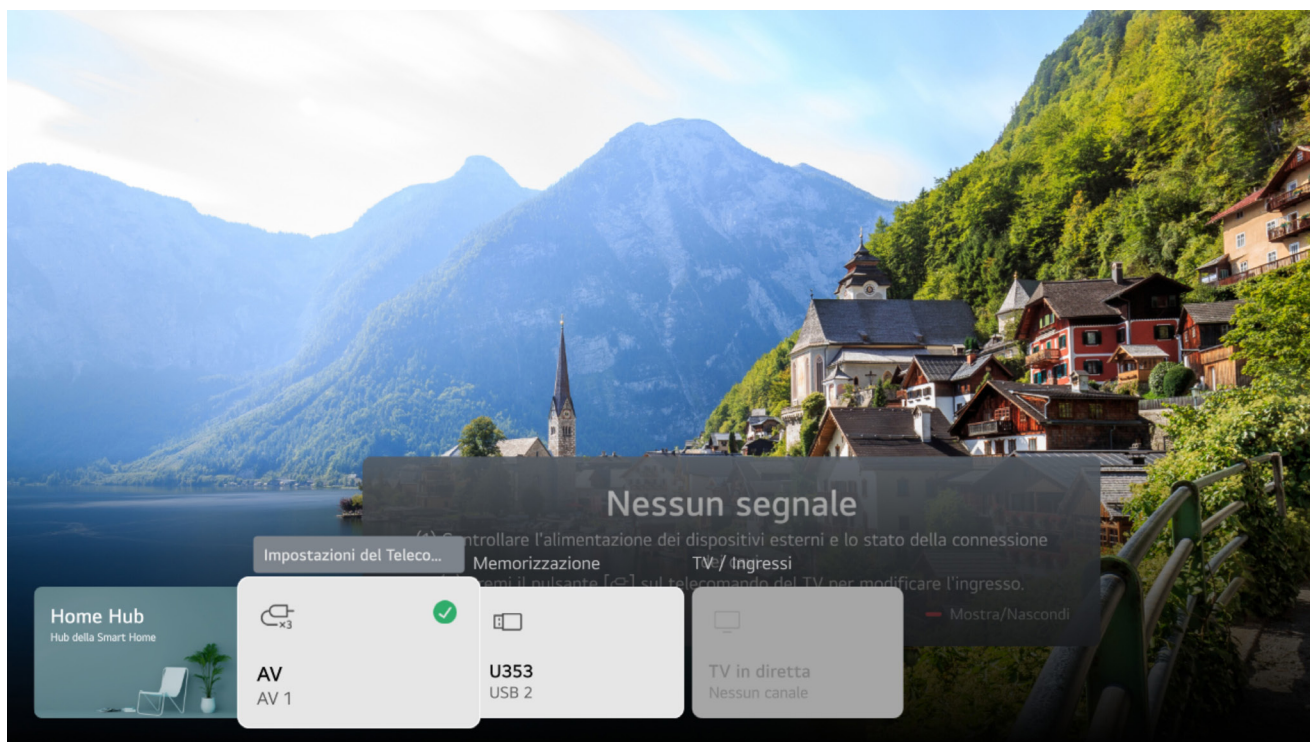 Nessun segnale
Controllare l'alimentazione dei dispositivi esterni e lo stato della connessione
Impostazioni del Teleco...
Memorizzazione
TV / Ingressi
premi il pulsante [ ] sul telecomando del TV per modificare l'ingresso.
Mostra/Nascondi
Home Hub
Hub della Smart Home
x3
AV
AV 1
U353
USB 2
TV in diretta
Nessun canale